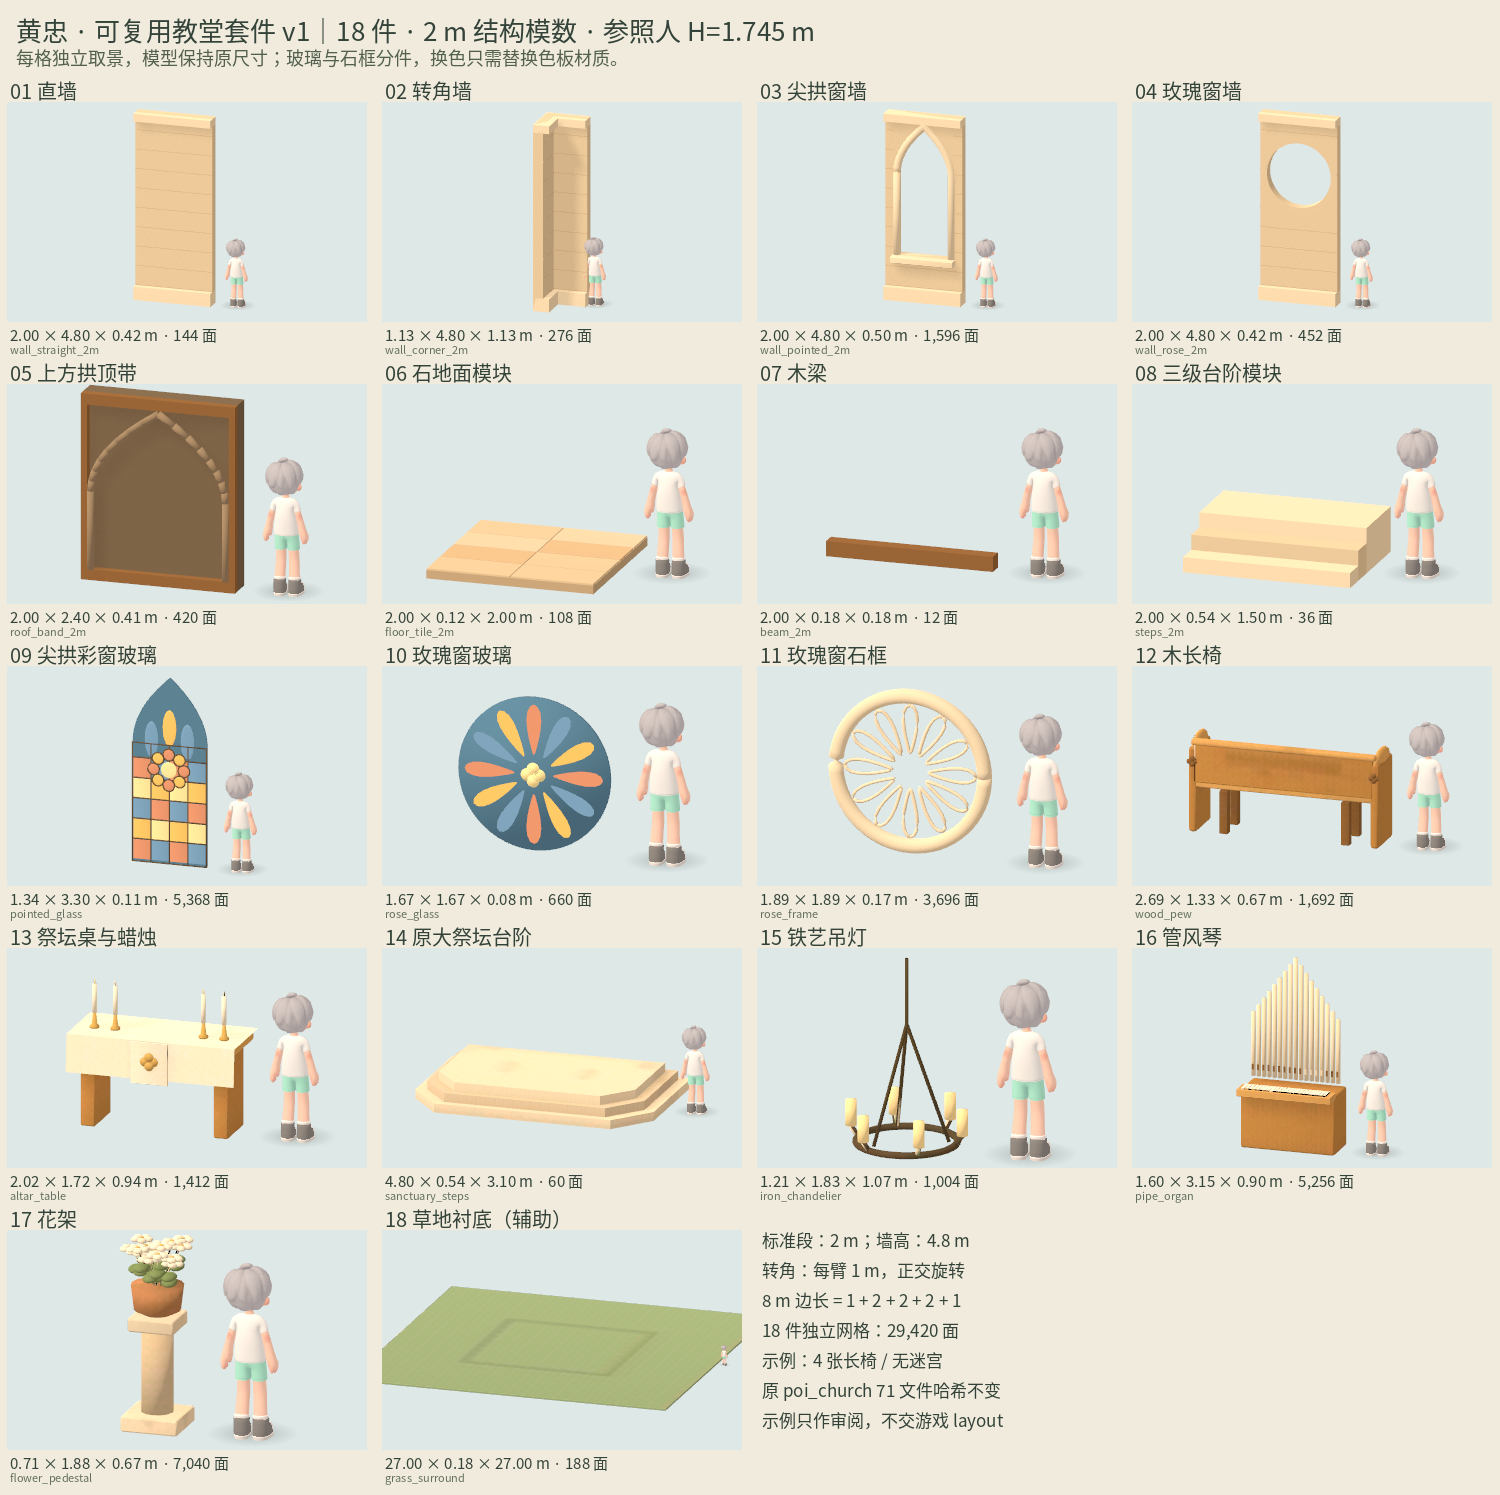 黄忠 · 可复用教堂套件 v1｜18 件 · 2 m 结构模数 · 参照人 H=1.745 m
每格独立取景，模型保持原尺寸；玻璃与石框分件，换色只需替换色板材质。
01 直墙
02 转角墙
03 尖拱窗墙
04 玫瑰窗墙
2.00 × 4.80 × 0.42 m · 144 面
wall_straight_2m
1.13 × 4.80 × 1.13 m · 276 面
wall_corner_2m
2.00 × 4.80 × 0.50 m · 1,596 面
wall_pointed_2m
2.00 × 4.80 × 0.42 m · 452 面
wall_rose_2m
05 上方拱顶带
06 石地面模块
07 木梁
08 三级台阶模块
2.00 × 2.40 × 0.41 m · 420 面
roof_band_2m
2.00 × 0.12 × 2.00 m · 108 面
floor_tile_2m
2.00 × 0.18 × 0.18 m · 12 面
beam_2m
2.00 × 0.54 × 1.50 m · 36 面
steps_2m
09 尖拱彩窗玻璃
10 玫瑰窗玻璃
11 玫瑰窗石框
12 木长椅
1.34 × 3.30 × 0.11 m · 5,368 面
pointed_glass
1.67 × 1.67 × 0.08 m · 660 面
rose_glass
1.89 × 1.89 × 0.17 m · 3,696 面
rose_frame
2.69 × 1.33 × 0.67 m · 1,692 面
wood_pew
13 祭坛桌与蜡烛
14 原大祭坛台阶
15 铁艺吊灯
16 管风琴
2.02 × 1.72 × 0.94 m · 1,412 面
altar_table
4.80 × 0.54 × 3.10 m · 60 面
sanctuary_steps
1.21 × 1.83 × 1.07 m · 1,004 面
iron_chandelier
1.60 × 3.15 × 0.90 m · 5,256 面
pipe_organ
17 花架
18 草地衬底（辅助）
0.71 × 1.88 × 0.67 m · 7,040 面
flower_pedestal
27.00 × 0.18 × 27.00 m · 188 面
grass_surround
标准段：2 m；墙高：4.8 m
转角：每臂 1 m，正交旋转
8 m 边长 = 1 + 2 + 2 + 2 + 1
18 件独立网格：29,420 面
示例：4 张长椅 / 无迷宫
原 poi_church 71 文件哈希不变
示例只作审阅，不交游戏 layout